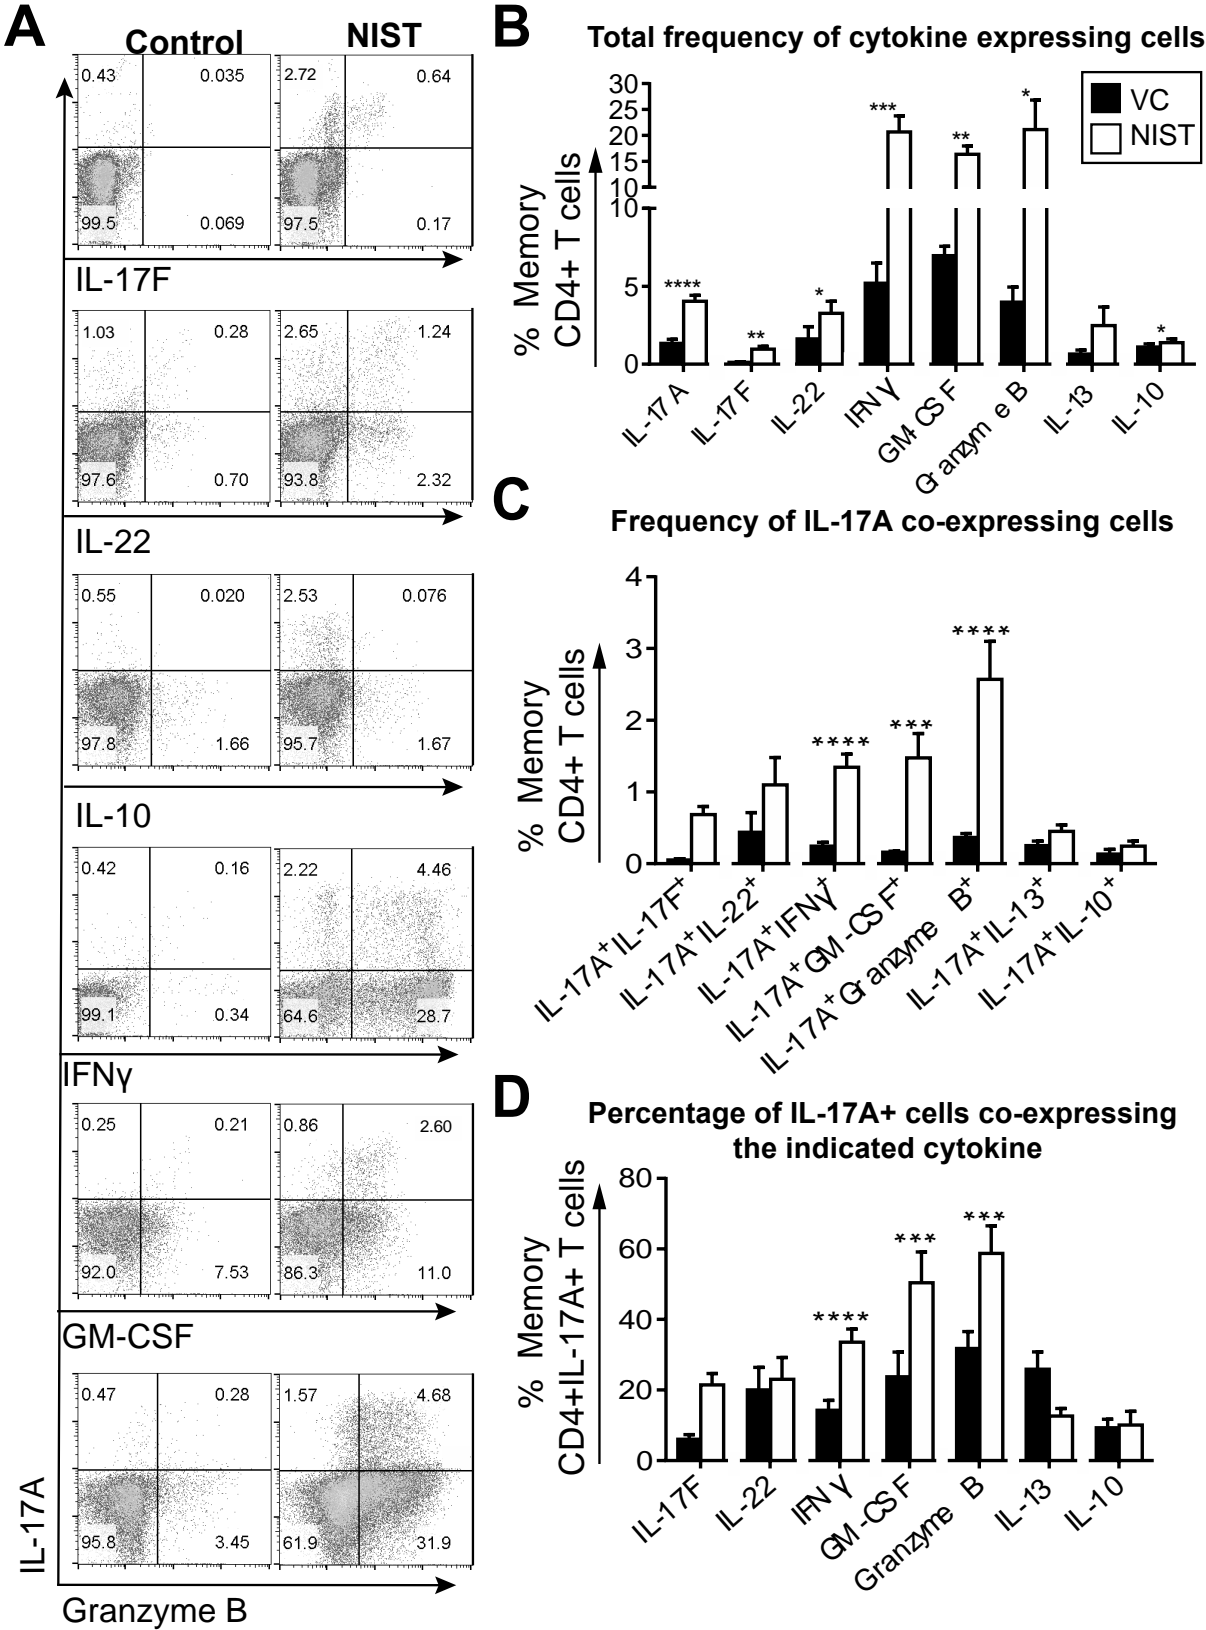 A
Control
NIST
0.43
0.035
2.72
0.64
99.5
0.069
97.5
0.17
IL-17F
1.03
0.28
2.65
1.24
97.6
0.70
93.8
2.32
IL-22
0.55
0.020
2.53
0.076
97.8
1.66
95.7
1.67
IL-10
0.42
0.16
2.22
4.46
99.1
0.34
64.6
28.7
IFNγ
0.25
0.21
0.86
2.60
92.0
7.53
86.3
11.0
GM-CSF
0.47
0.28
1.57
4.68
95.8
3.45
61.9
31.9
IL-17A
Granzyme B
B
Total frequency of cytokine expressing cells
VC
NIST
% Memory
CD4+ T cells
30
25
20
15
10
10
5
0
****
**
*
***
**
*
*
IL-17A
IL-17F
IL-22
IFNγ
GM-CSF
Granzyme B
IL-13
IL-10
C
Frequency of IL-17A co-expressing cells
% Memory
CD4+ T cells
4
3
2
1
0
****
***
****
IL-17A+IL-17F+
IL-17A+IL-22+
IL-17A+IFNγ+
IL-17A+GM-CSF+
IL-17A+Granzyme B+
IL-17A+IL-13+
IL-17A+IL-10+
D
Percentage of IL-17A+ cells co-expressing
the indicated cytokine
% Memory
CD4+IL-17A+ T cells
80
60
40
20
0
****
***
***
IL-17F
IL-22
IFNγ
GM-CSF
Granzyme B
IL-13
IL-10